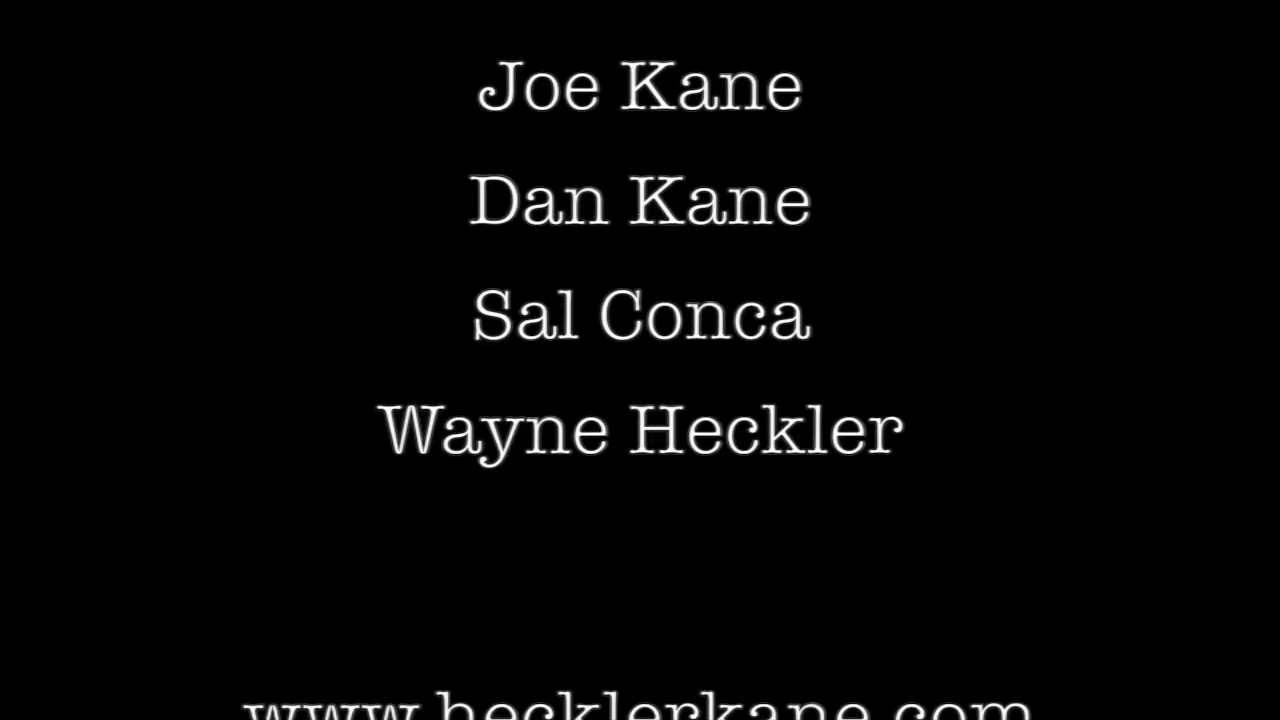 Joe Kane
Dan Kane
Sal Conca
Wayne Heckler
www.hecklerkane.com